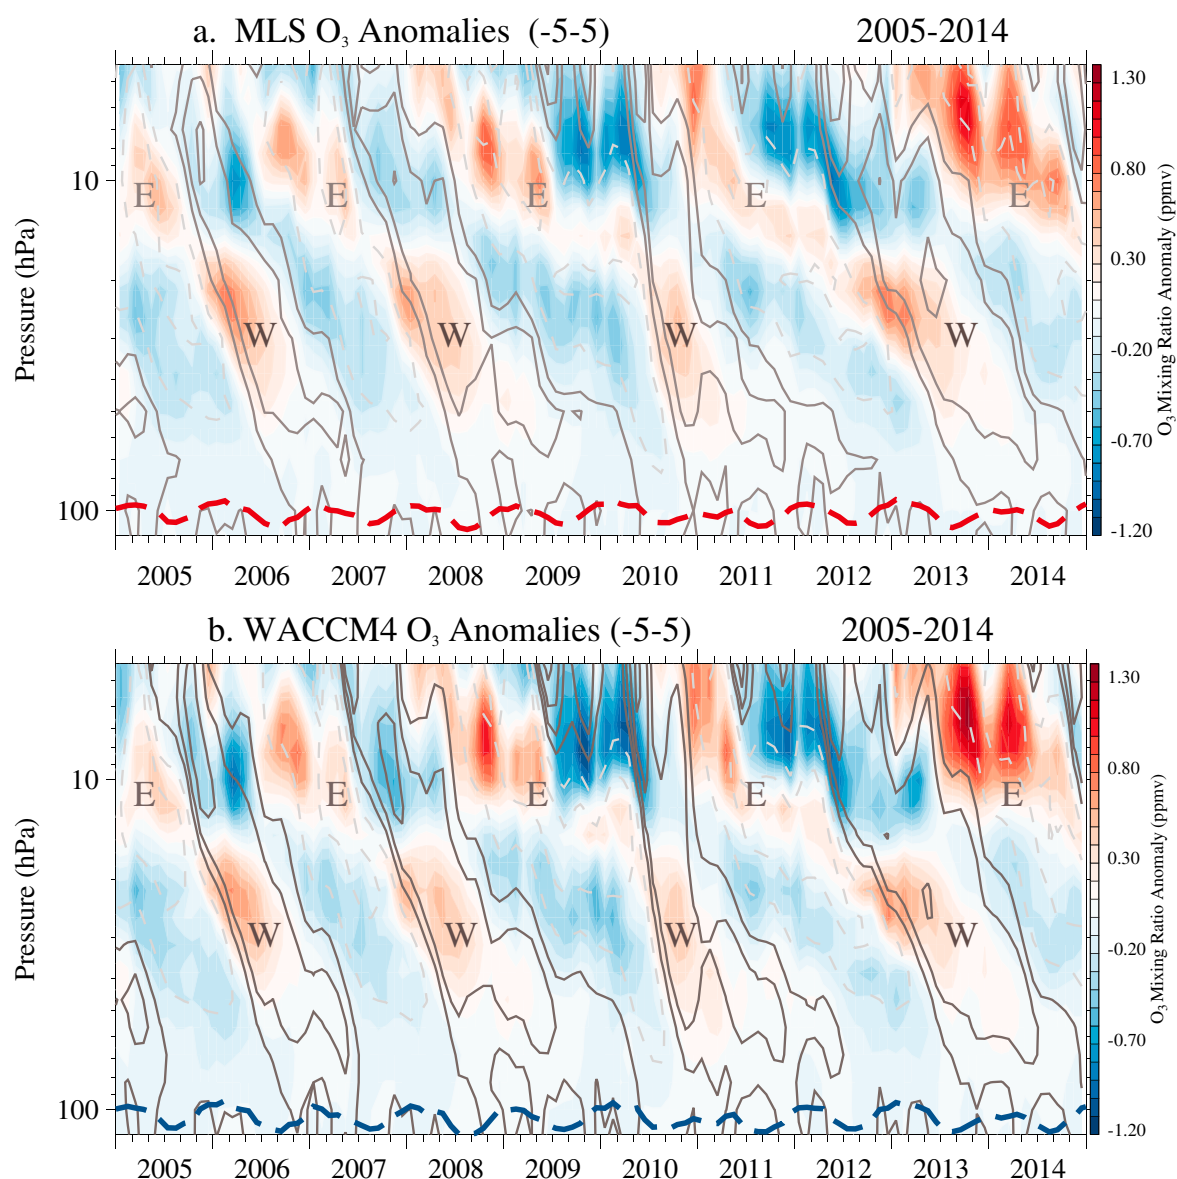 a. MLS O₃ Anomalies (-5-5) 2005-2014
1.30
0.80
0.30
-0.20
-0.70
-1.20
O₃ Mixing Ratio Anomaly (ppmv)
Pressure (hPa)
10
100
E E E E E
W W W W
2005 2006 2007 2008 2009 2010 2011 2012 2013 2014
b. WACCM4 O₃ Anomalies (-5-5) 2005-2014
1.30
0.80
0.30
-0.20
-0.70
-1.20
O₃ Mixing Ratio Anomaly (ppmv)
Pressure (hPa)
10
100
E E E E E
W W W W
2005 2006 2007 2008 2009 2010 2011 2012 2013 2014